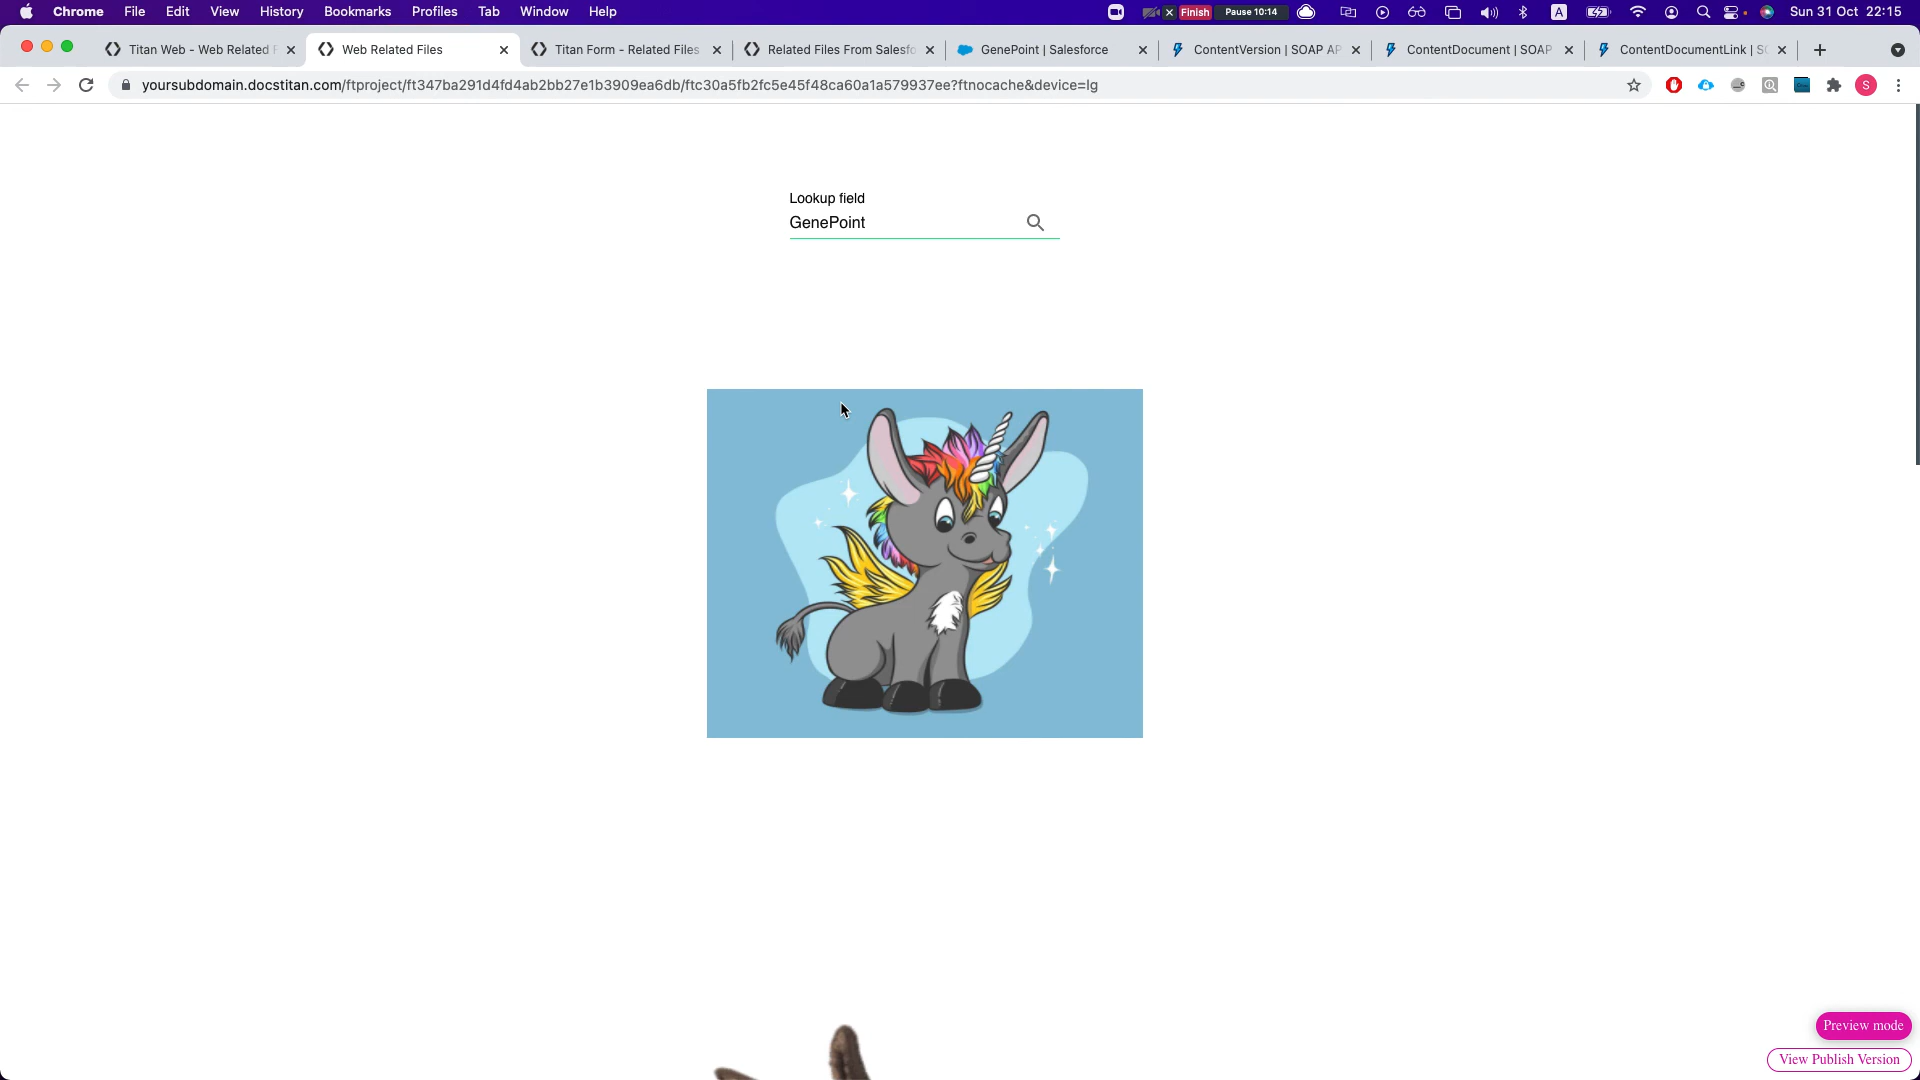 Chrome File Edit View History Bookmarks Profiles Tab Window Help Finish Pause 10:14 A Sun 31 Oct 22:15
Titan Web - Web Related F Web Related Files Titan Form - Related Files Related Files From Salesfo GenePoint | Salesforce ContentVersion | SOAP AP ContentDocument | SOAP ContentDocumentLink | SO
yoursubdomain.docstitan.com/ftproject/ft347ba291d4fd4ab2bb27e1b3909ea6db/ftc30a5fb2fc5e45f48ca60a1a579937ee?ftnocache&device=lg S
Lookup field
GenePoint
Preview mode
View Publish Version